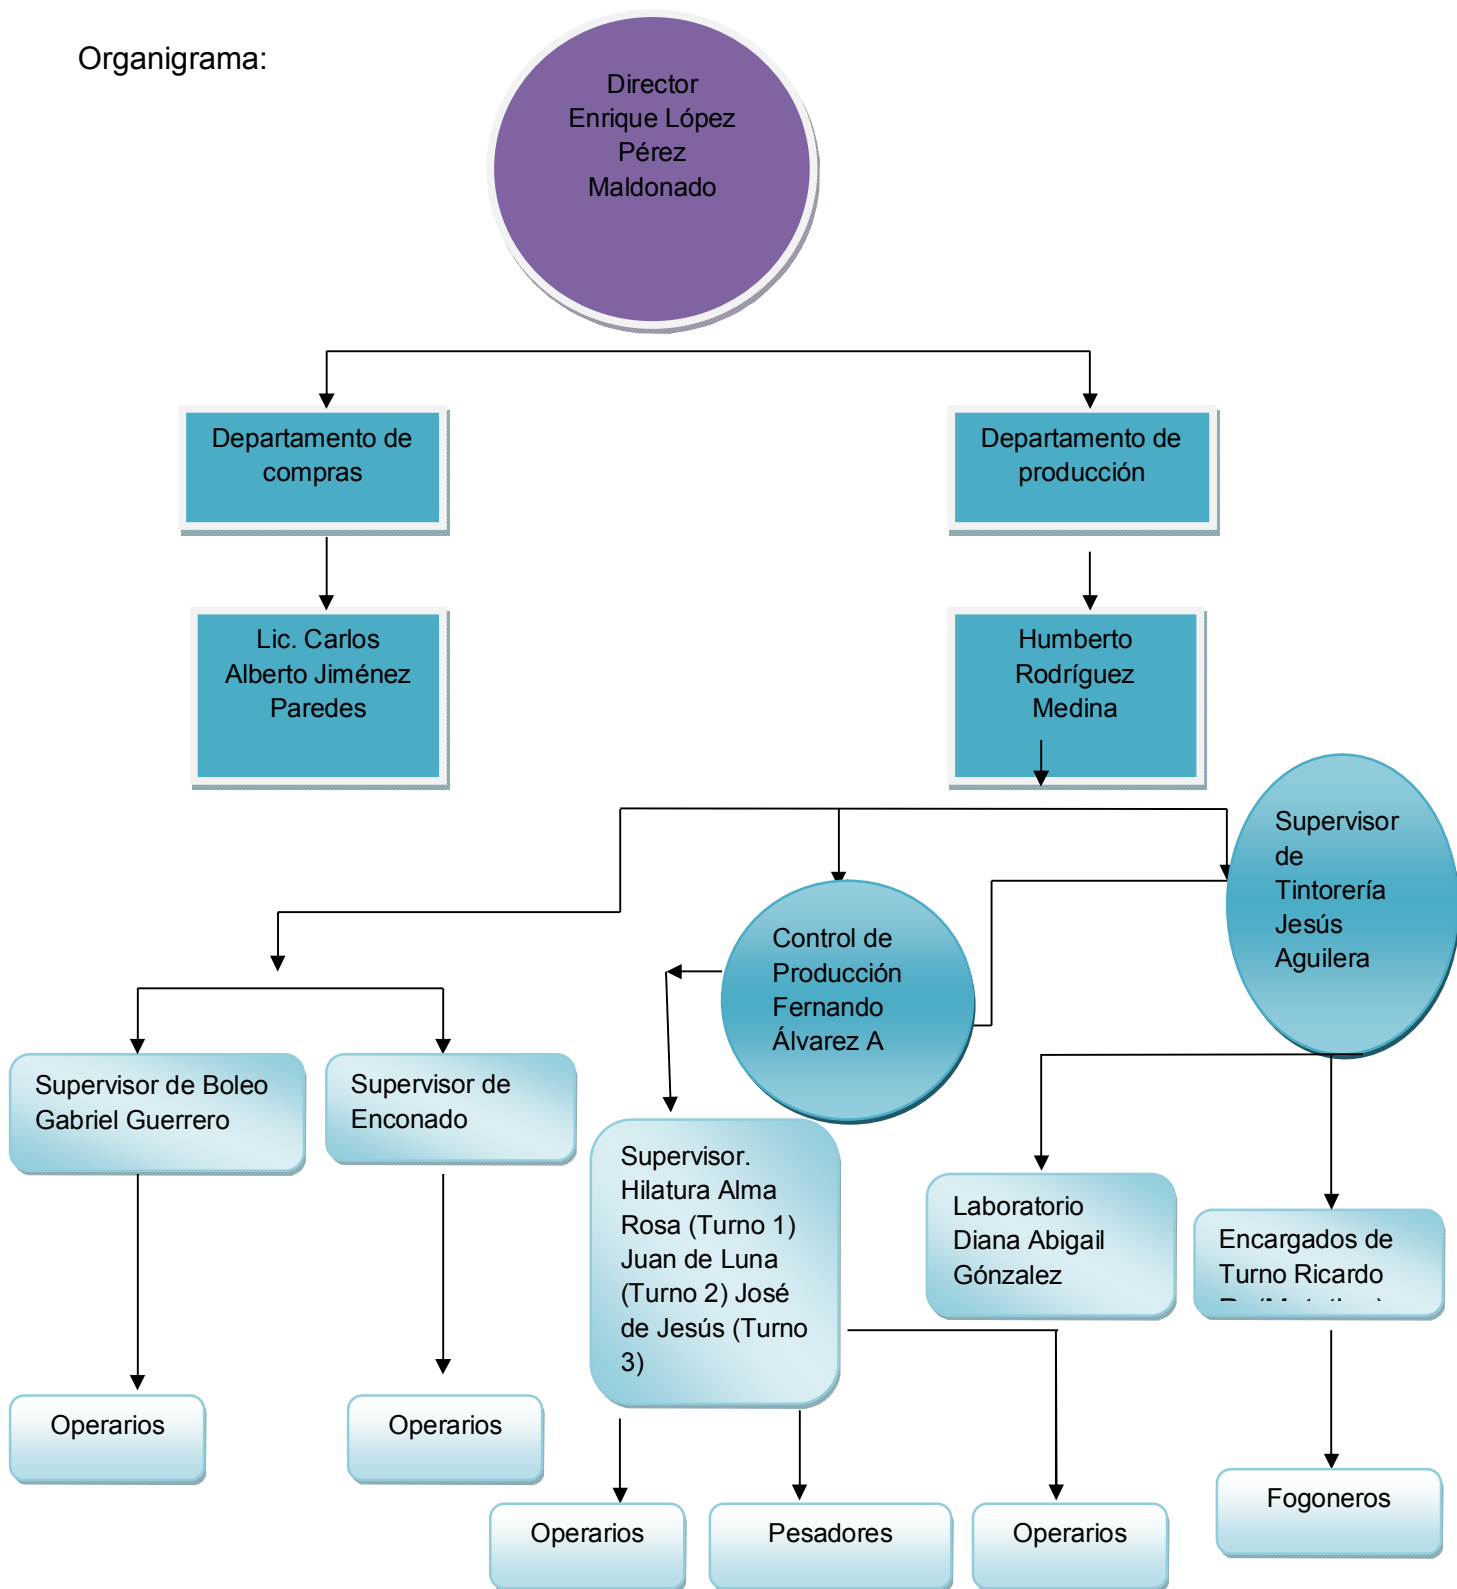 Organigrama:
Director
Enrique López
Pérez
Maldonado
Departamento de
compras
Departamento de
producción
Lic. Carlos
Alberto Jiménez
Paredes
Humberto
Rodríguez
Medina
Supervisor
de
Tintorería
Jesús
Aguilera
Control de
Producción
Fernando
Álvarez A
Supervisor de Boleo
Gabriel Guerrero
Supervisor de
Enconado
Supervisor.
Hilatura Alma
Rosa (Turno 1)
Juan de Luna
(Turno 2) José
de Jesús (Turno
3)
Laboratorio
Diana Abigail
Gónzalez
Encargados de
Turno Ricardo
Operarios
Operarios
Operarios
Pesadores
Operarios
Fogoneros